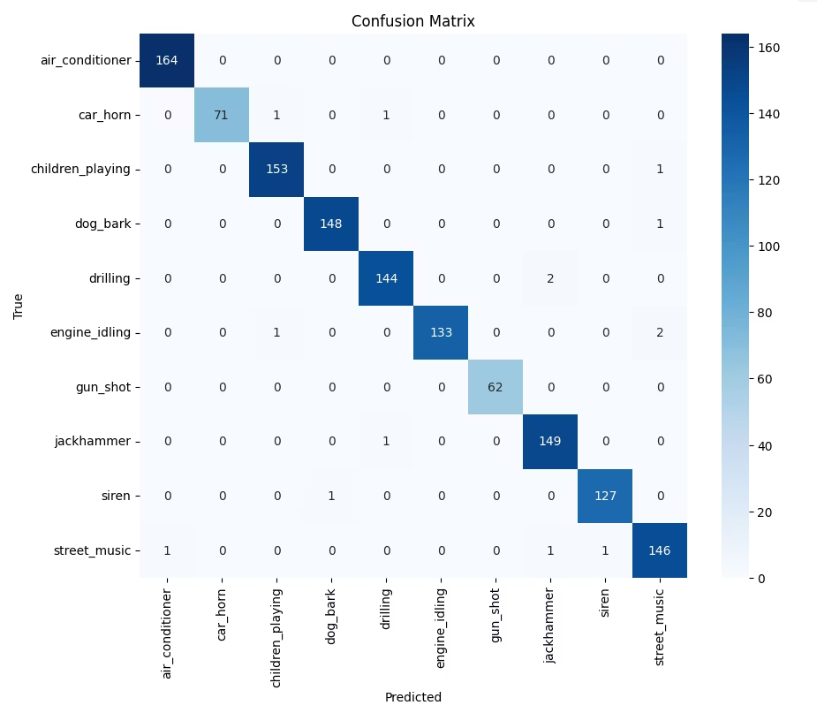 Confusion Matrix
True
air_conditioner 164 0 0 0 0 0 0 0 0 0
car_horn 0 71 1 0 1 0 0 0 0 0
children_playing 0 0 153 0 0 0 0 0 0 1
dog_bark 0 0 0 148 0 0 0 0 0 1
drilling 0 0 0 0 144 0 0 2 0 0
engine_idling 0 0 1 0 0 133 0 0 0 2
gun_shot 0 0 0 0 0 0 62 0 0 0
jackhammer 0 0 0 0 1 0 0 149 0 0
siren 0 0 0 1 0 0 0 0 127 0
street_music 1 0 0 0 0 0 0 1 1 146
air_conditioner
car_horn
children_playing
dog_bark
drilling
engine_idling
gun_shot
jackhammer
siren
street_music
Predicted
160
140
120
100
80
60
40
20
0